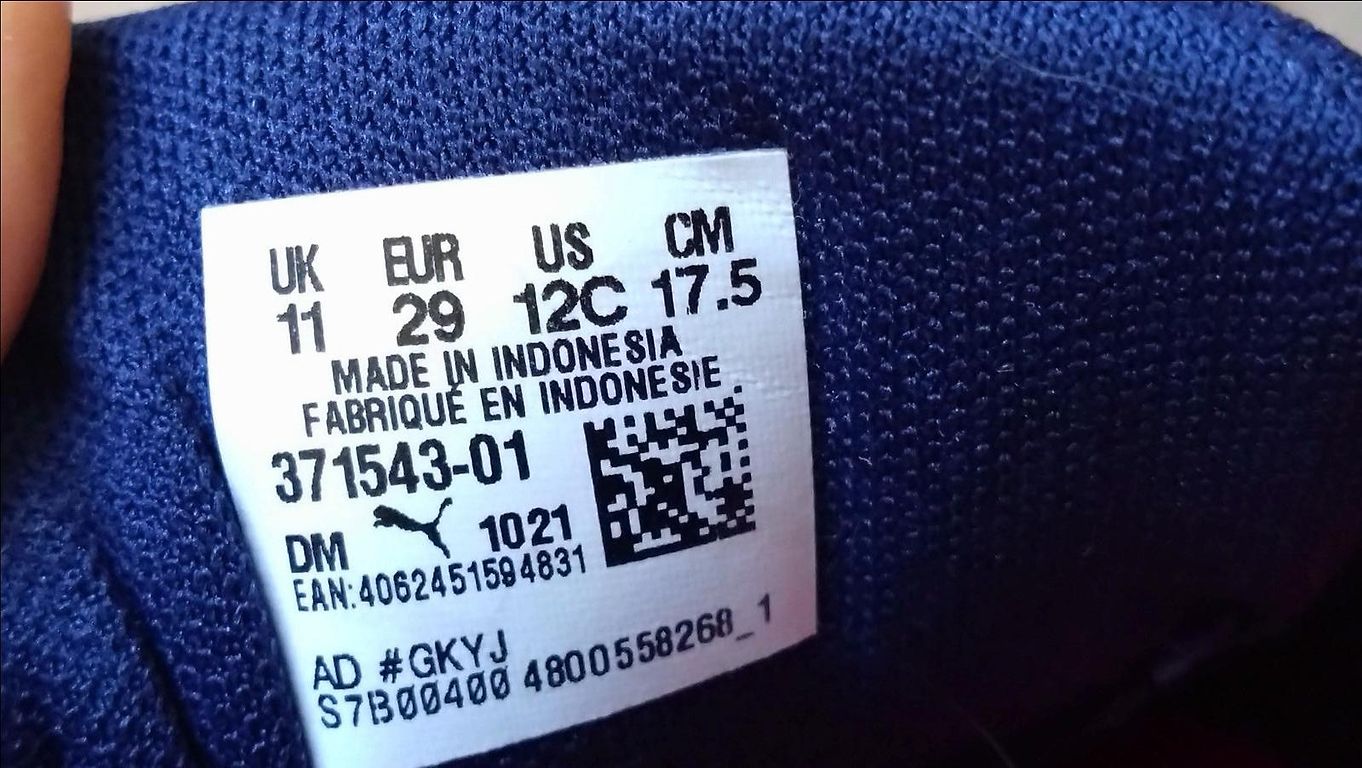 UK EUR US CM
11 29 12C 17.5
MADE IN INDONESIA
FABRIQUÉ EN INDONESIE
371543-01
DM 1021
EAN:4062451594831
AD #GKYJ
S7B00400 4800558268_1